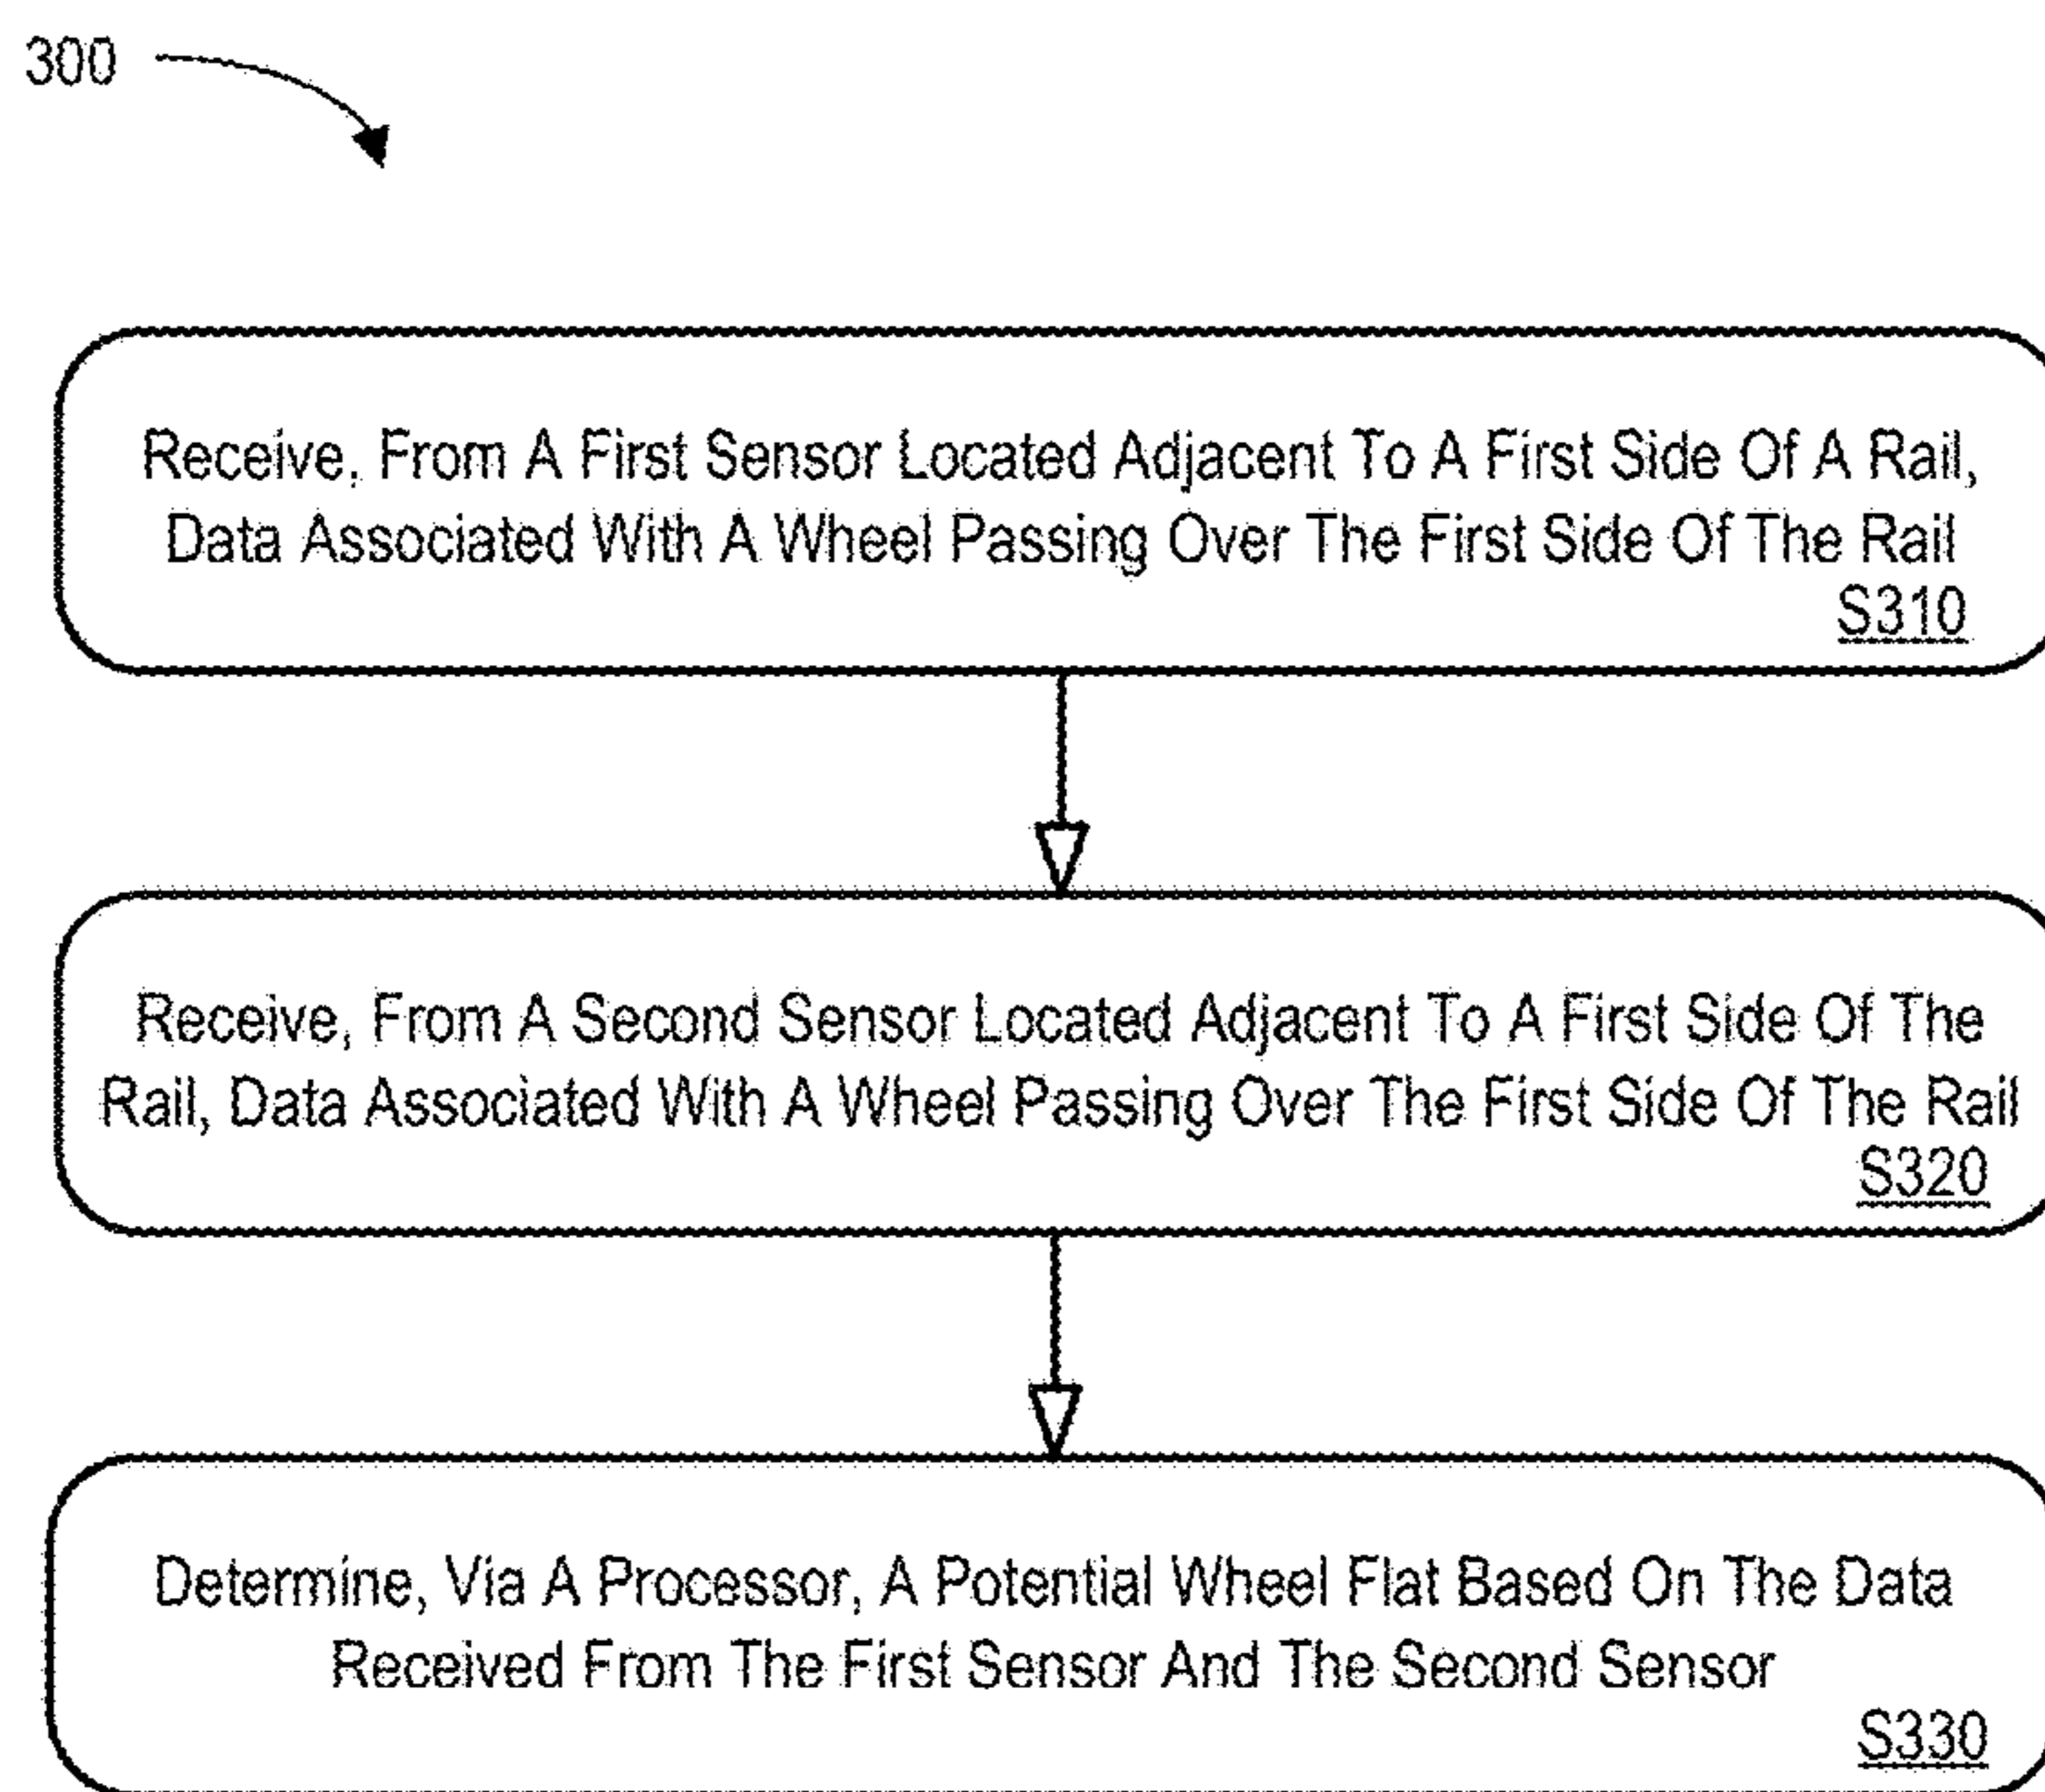 300
Receive, From A First Sensor Located Adjacent To A First Side Of A Rail,
Data Associated With A Wheel Passing Over The First Side Of The Rail
S310
Receive, From A Second Sensor Located Adjacent To A First Side Of The
Rail, Data Associated With A Wheel Passing Over The First Side Of The Rail
S320
Determine, Via A Processor, A Potential Wheel Flat Based On The Data
Received From The First Sensor And The Second Sensor
S330